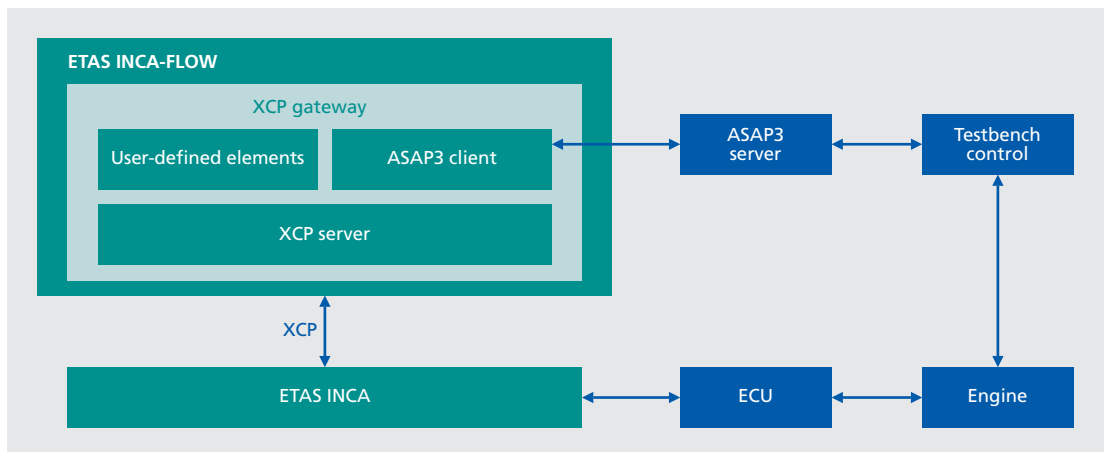 ETAS INCA-FLOW
XCP gateway
User-defined elements
ASAP3 client
ASAP3
server
Testbench
control
XCP server
XCP
ETAS INCA
ECU
Engine